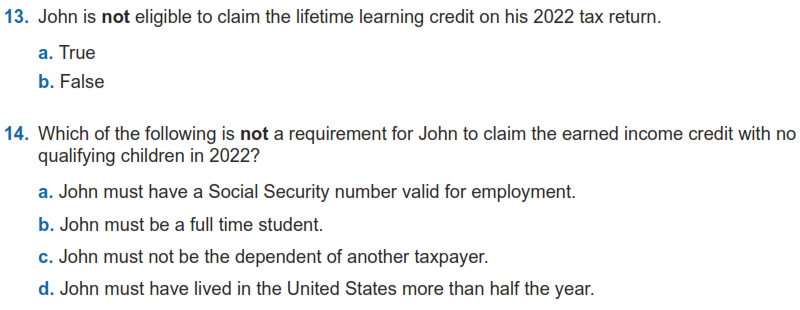 13. John is not eligible to claim the lifetime learning credit on his 2022 tax return.
a. True
b. False
14. Which of the following is not a requirement for John to claim the earned income credit with no
qualifying children in 2022?
a. John must have a Social Security number valid for employment.
b. John must be a full time student.
c. John must not be the dependent of another taxpayer.
d. John must have lived in the United States more than half the year.